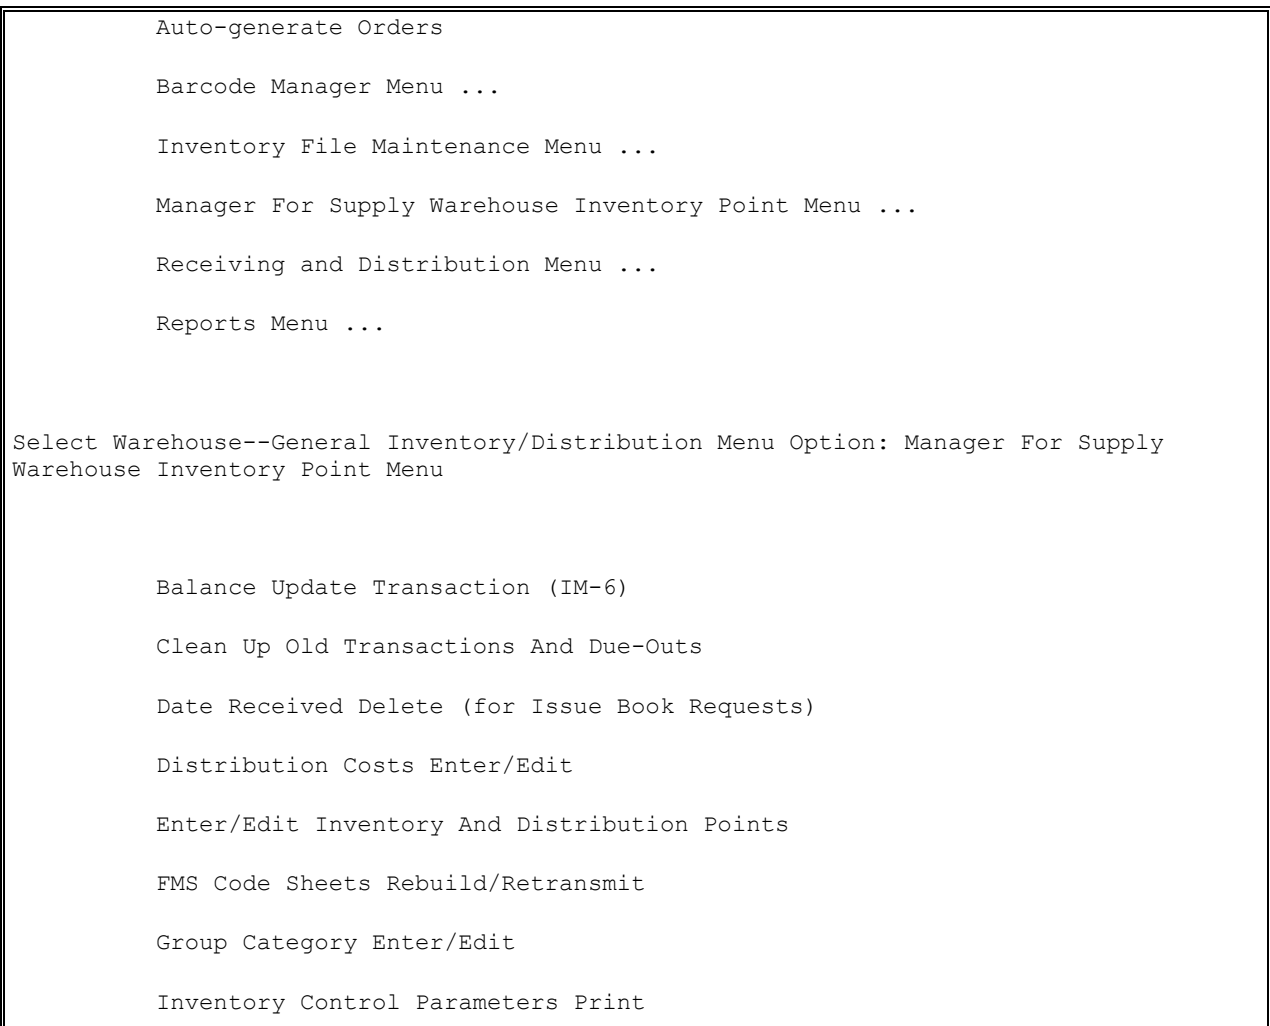 Auto-generate Orders
Barcode Manager Menu ...
Inventory File Maintenance Menu ...
Manager For Supply Warehouse Inventory Point Menu ...
Receiving and Distribution Menu ...
Reports Menu ...
Select Warehouse--General Inventory/Distribution Menu Option: Manager For Supply
Warehouse Inventory Point Menu
Balance Update Transaction (IM-6)
Clean Up Old Transactions And Due-Outs
Date Received Delete (for Issue Book Requests)
Distribution Costs Enter/Edit
Enter/Edit Inventory And Distribution Points
FMS Code Sheets Rebuild/Retransmit
Group Category Enter/Edit
Inventory Control Parameters Print